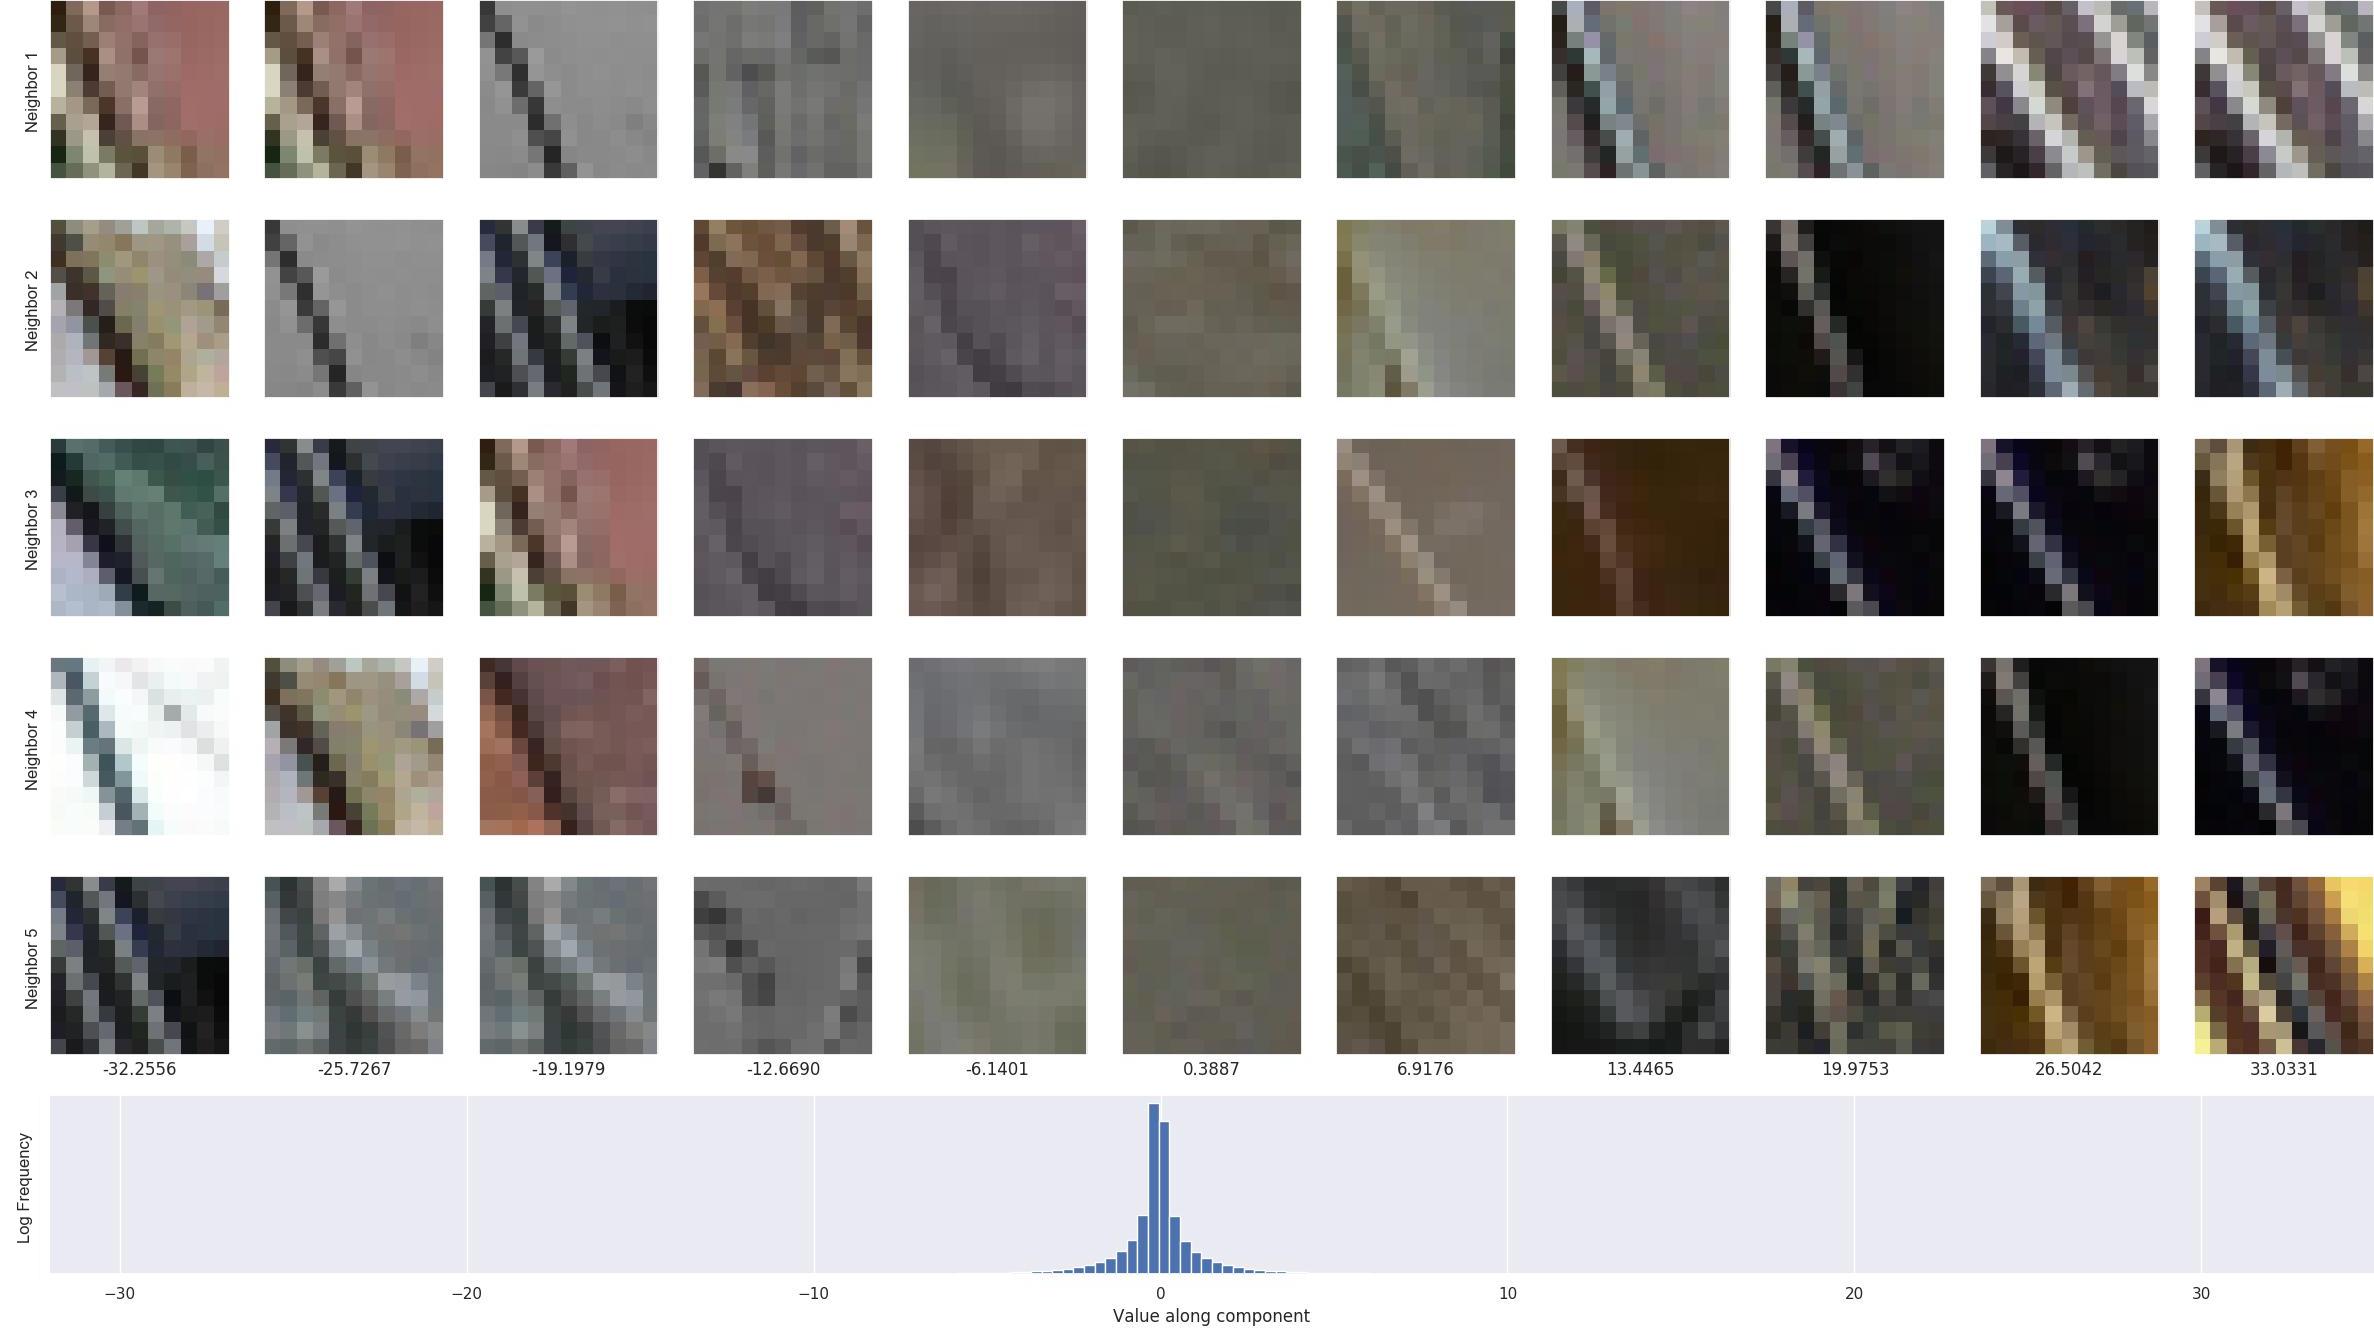 Neighbor 1
Neighbor 2
Neighbor 3
Neighbor 4
Neighbor 5
-32.2556 -25.7267 -19.1979 -12.6690 -6.1401 0.3887 6.9176 13.4465 19.9753 26.5042 33.0331
Log Frequency
−30 −20 −10 0 10 20 30
Value along component